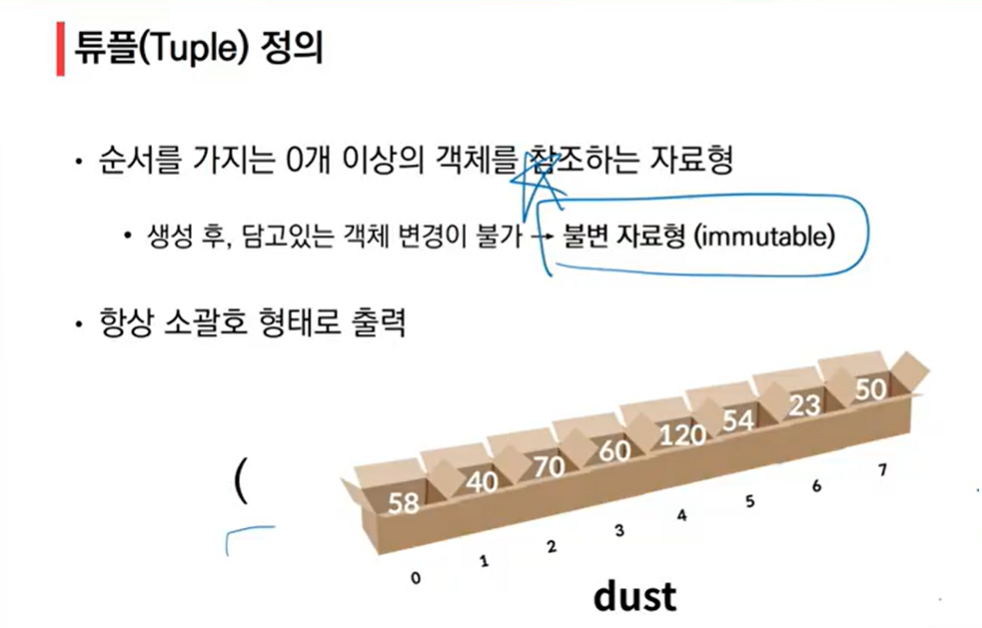 튜플(Tuple) 정의
• 순서를 가지는 0개 이상의 객체를 참조하는 자료형
• 생성 후, 담고있는 객체 변경이 불가 → 불변 자료형 (immutable)
• 항상 소괄호 형태로 출력
(
58 40 70 60 120 54 23 50
0 1 2 3 4 5 6 7
dust